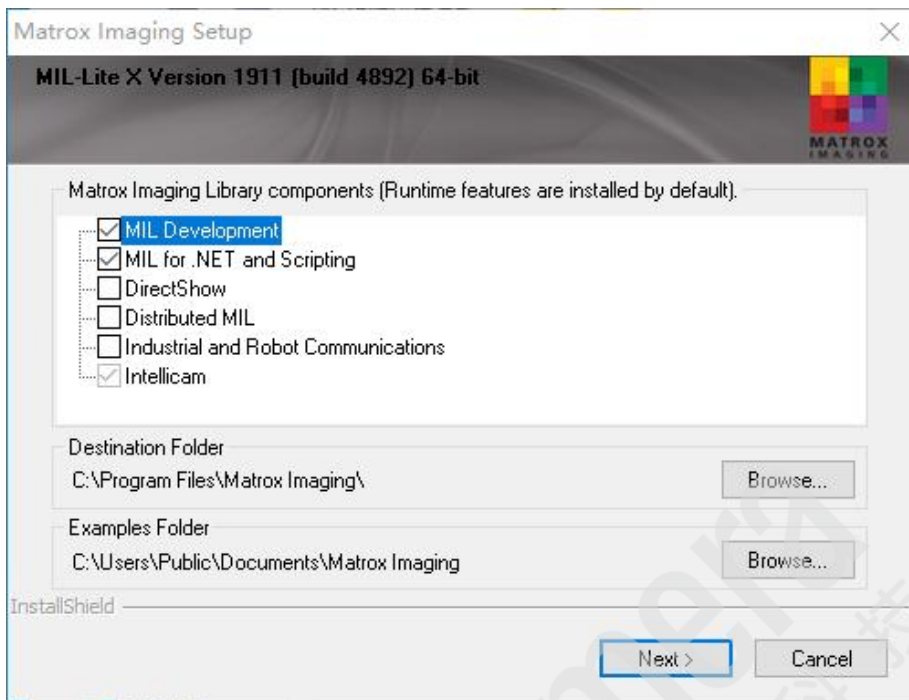 Matrox Imaging Setup
MIL-Lite X Version 1911 (build 4892) 64-bit
MATROX
IMAGING
Matrox Imaging Library components (Runtime features are installed by default).
MIL Development
MIL for .NET and Scripting
DirectShow
Distributed MIL
Industrial and Robot Communications
Intellicam
Destination Folder
C:\Program Files\Matrox Imaging\
Browse...
Examples Folder
C:\Users\Public\Documents\Matrox Imaging
Browse...
InstallShield
Next >
Cancel